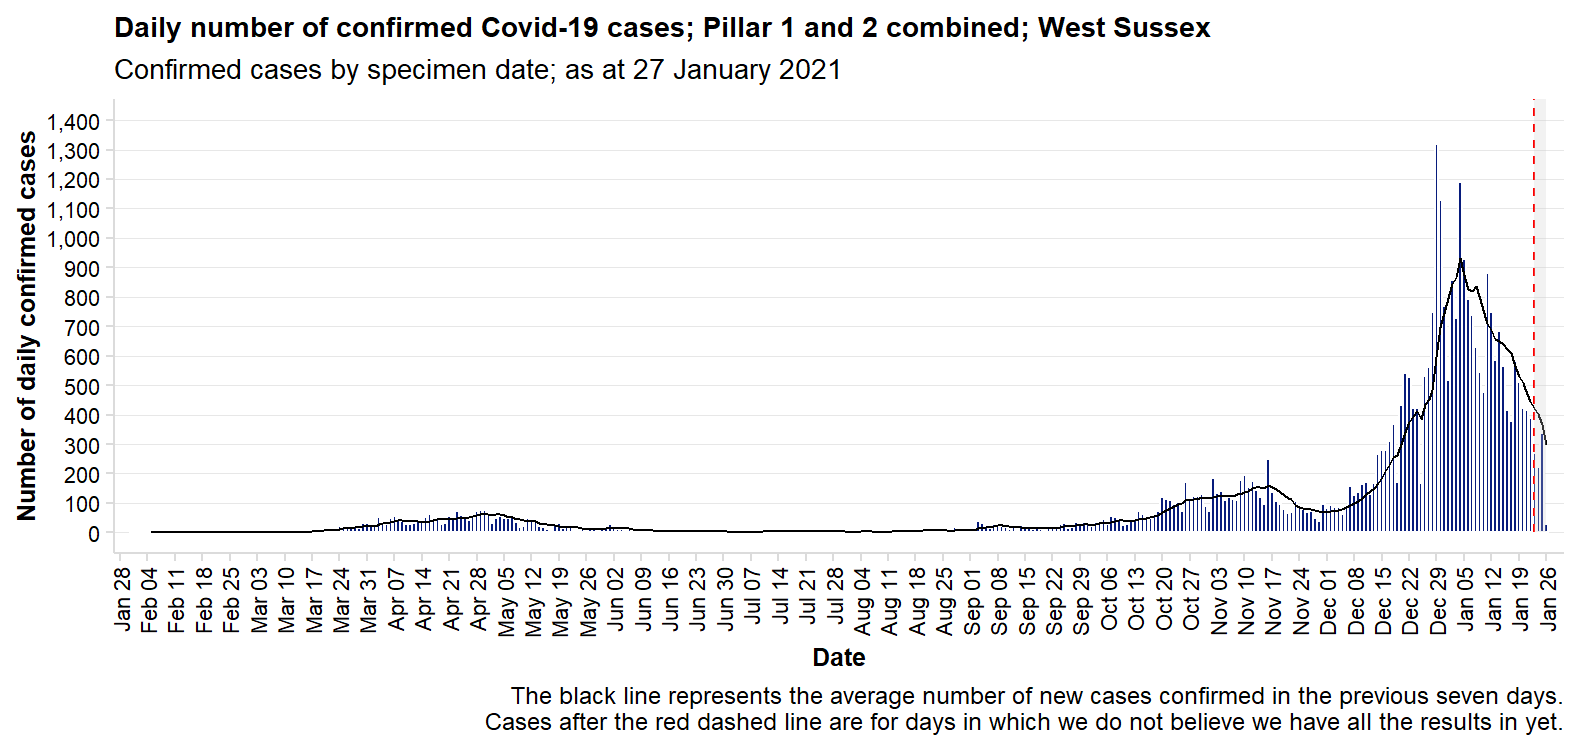 Daily number of confirmed Covid-19 cases; Pillar 1 and 2 combined; West Sussex
Confirmed cases by specimen date; as at 27 January 2021
Number of daily confirmed cases
1,400
1,300
1,200
1,100
1,000
900
800
700
600
500
400
300
200
100
0
Jan 28
Feb 04
Feb 11
Feb 18
Feb 25
Mar 03
Mar 10
Mar 17
Mar 24
Mar 31
Apr 07
Apr 14
Apr 21
Apr 28
May 05
May 12
May 19
May 26
Jun 02
Jun 09
Jun 16
Jun 23
Jun 30
Jul 07
Jul 14
Jul 21
Jul 28
Aug 04
Aug 11
Aug 18
Aug 25
Sep 01
Sep 08
Sep 15
Sep 22
Sep 29
Oct 06
Oct 13
Oct 20
Oct 27
Nov 03
Nov 10
Nov 17
Nov 24
Dec 01
Dec 08
Dec 15
Dec 22
Dec 29
Jan 05
Jan 12
Jan 19
Jan 26
Date
The black line represents the average number of new cases confirmed in the previous seven days.
Cases after the red dashed line are for days in which we do not believe we have all the results in yet.